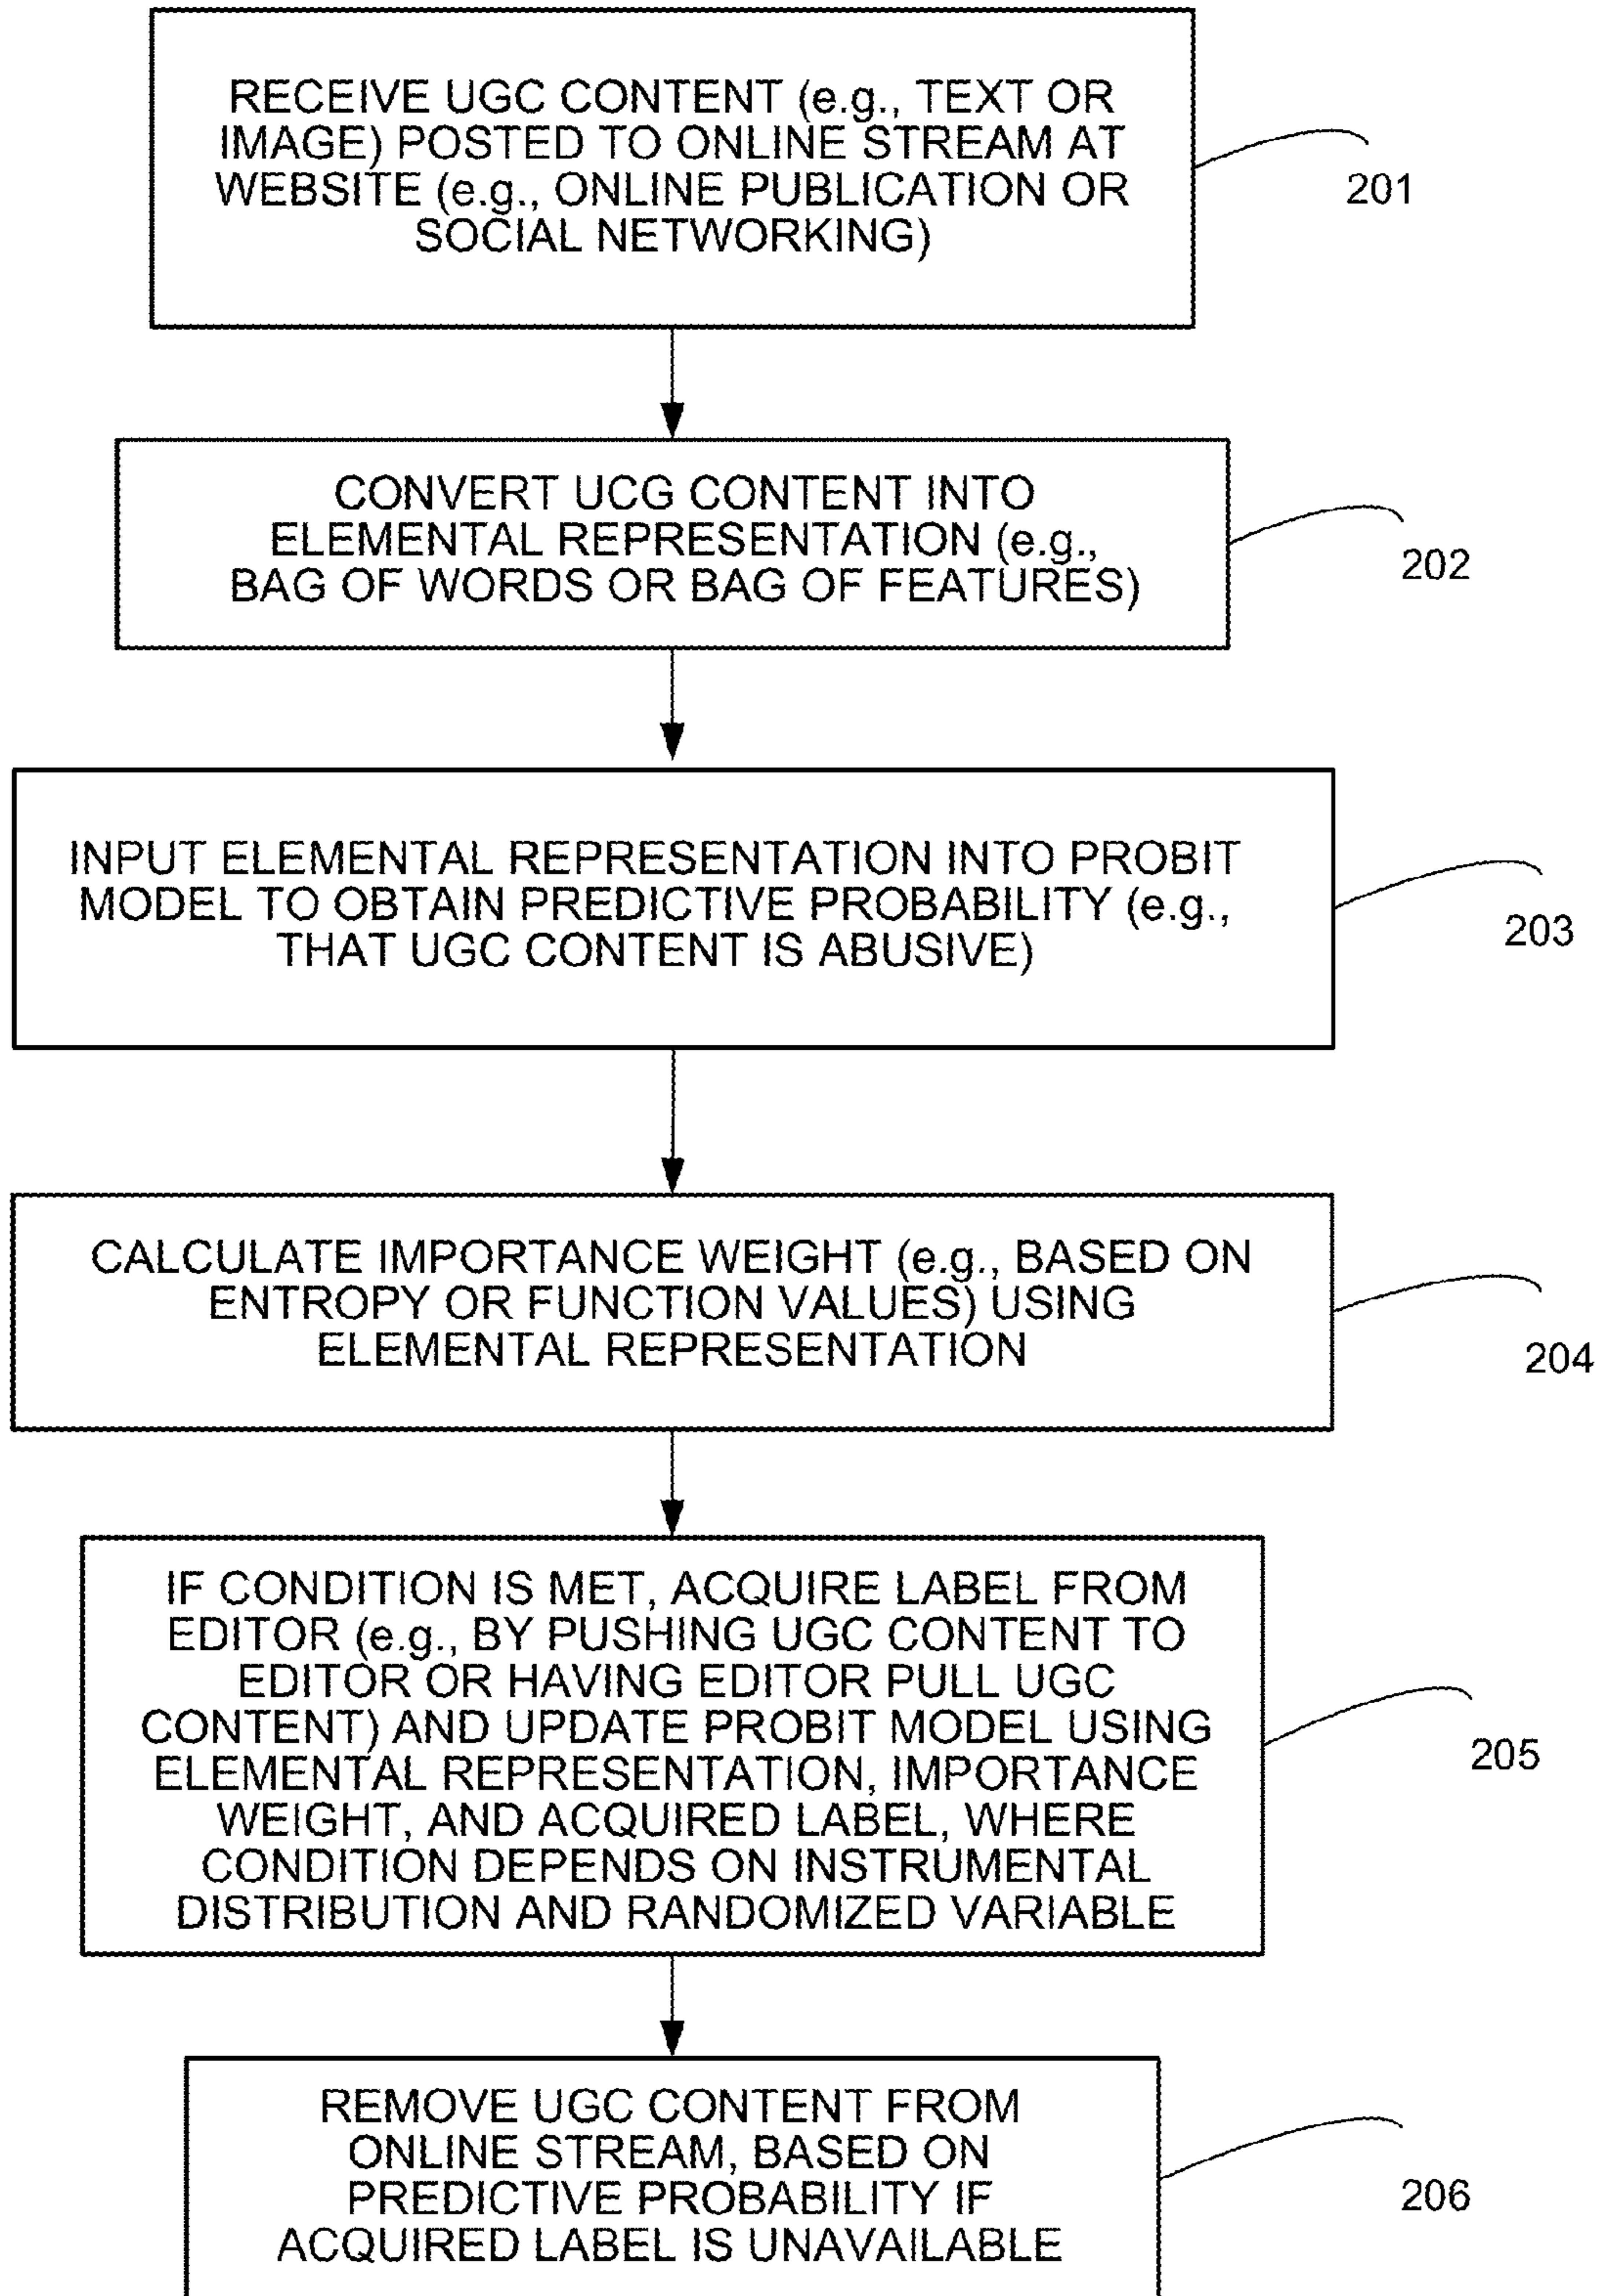 RECEIVE UGC CONTENT (e.g., TEXT OR
IMAGE) POSTED TO ONLINE STREAM AT
WEBSITE (e.g., ONLINE PUBLICATION OR
SOCIAL NETWORKING)
201
CONVERT UCG CONTENT INTO
ELEMENTAL REPRESENTATION (e.g.,
BAG OF WORDS OR BAG OF FEATURES)
202
INPUT ELEMENTAL REPRESENTATION INTO PROBIT
MODEL TO OBTAIN PREDICTIVE PROBABILITY (e.g.,
THAT UGC CONTENT IS ABUSIVE)
203
CALCULATE IMPORTANCE WEIGHT (e.g., BASED ON
ENTROPY OR FUNCTION VALUES) USING
ELEMENTAL REPRESENTATION
204
IF CONDITION IS MET, ACQUIRE LABEL FROM
EDITOR (e.g., BY PUSHING UGC CONTENT TO
EDITOR OR HAVING EDITOR PULL UGC
CONTENT) AND UPDATE PROBIT MODEL USING
ELEMENTAL REPRESENTATION, IMPORTANCE
WEIGHT, AND ACQUIRED LABEL, WHERE
CONDITION DEPENDS ON INSTRUMENTAL
DISTRIBUTION AND RANDOMIZED VARIABLE
205
REMOVE UGC CONTENT FROM
ONLINE STREAM, BASED ON
PREDICTIVE PROBABILITY IF
ACQUIRED LABEL IS UNAVAILABLE
206